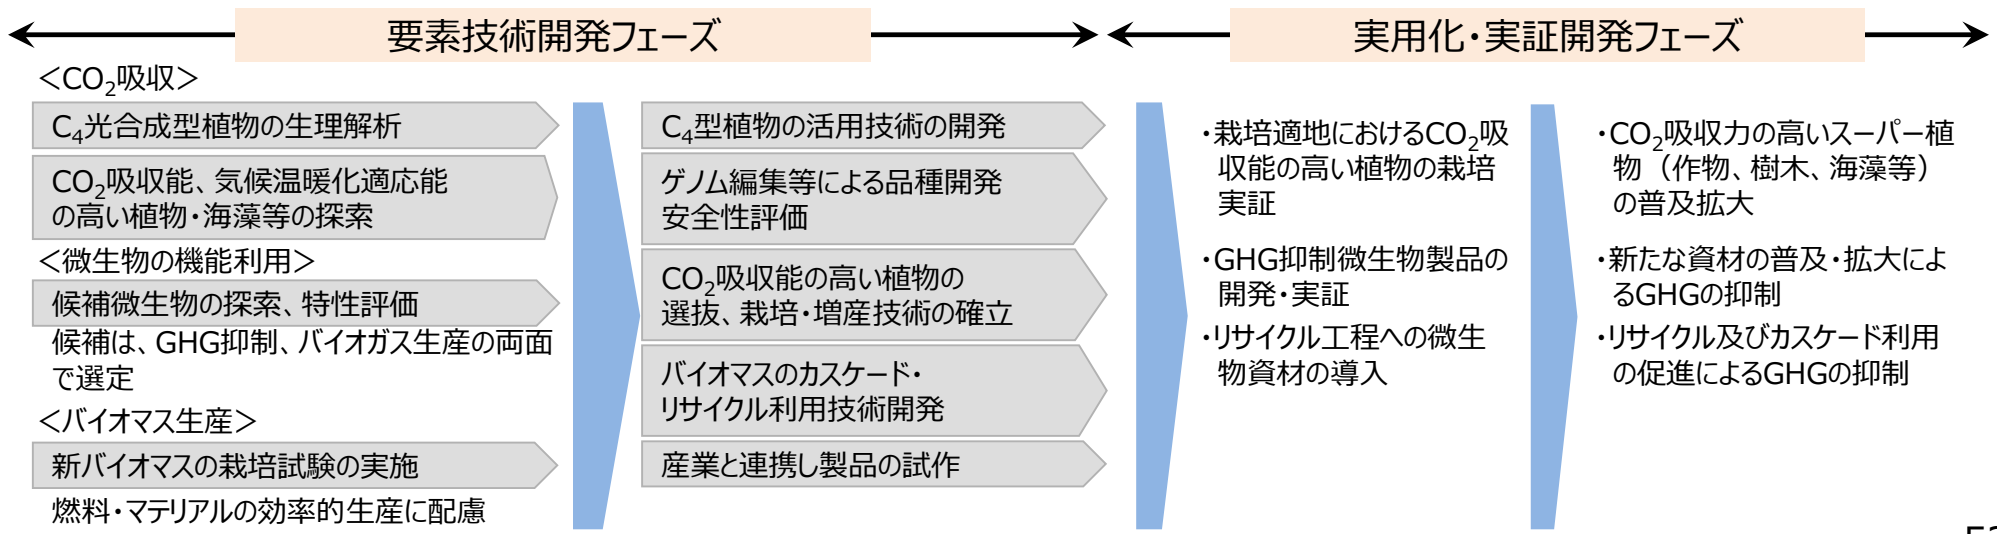 要素技術開発フェーズ
実用化・実証開発フェーズ
＜CO₂吸収＞
C₄光合成型植物の生理解析
CO₂吸収能、気候温暖化適応能
の高い植物・海藻等の探索
＜微生物の機能利用＞
候補微生物の探索、特性評価
候補は、GHG抑制、バイオガス生産の両面
で選定
＜バイオマス生産＞
新バイオマスの栽培試験の実施
燃料・マテリアルの効率的生産に配慮
C₄型植物の活用技術の開発
ゲノム編集等による品種開発
安全性評価
CO₂吸収能の高い植物の
選抜、栽培・増産技術の確立
バイオマスのカスケード・
リサイクル利用技術開発
産業と連携し製品の試作
・栽培適地におけるCO₂吸
収能の高い植物の栽培
実証
・GHG抑制微生物製品の
開発・実証
・リサイクル工程への微生
物資材の導入
・CO₂吸収力の高いスーパー植
物（作物、樹木、海藻等）
の普及拡大
・新たな資材の普及・拡大によ
るGHGの抑制
・リサイクル及びカスケード利用
の促進によるGHGの抑制